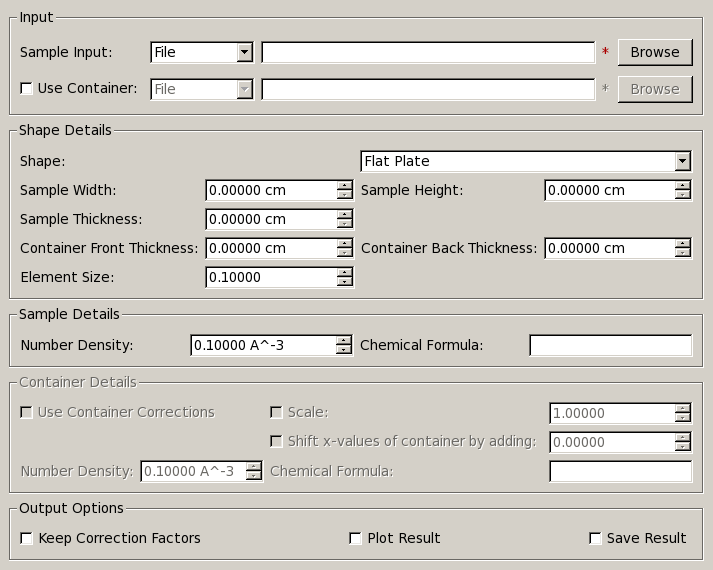 Input
Sample Input: File * Browse
Use Container: File * Browse
Shape Details
Shape: Flat Plate
Sample Width: 0.00000 cm Sample Height: 0.00000 cm
Sample Thickness: 0.00000 cm
Container Front Thickness: 0.00000 cm Container Back Thickness: 0.00000 cm
Element Size: 0.10000
Sample Details
Number Density: 0.10000 A^-3 Chemical Formula:
Container Details
Use Container Corrections Scale: 1.00000
Shift x-values of container by adding: 0.00000
Number Density: 0.10000 A^-3 Chemical Formula:
Output Options
Keep Correction Factors Plot Result Save Result